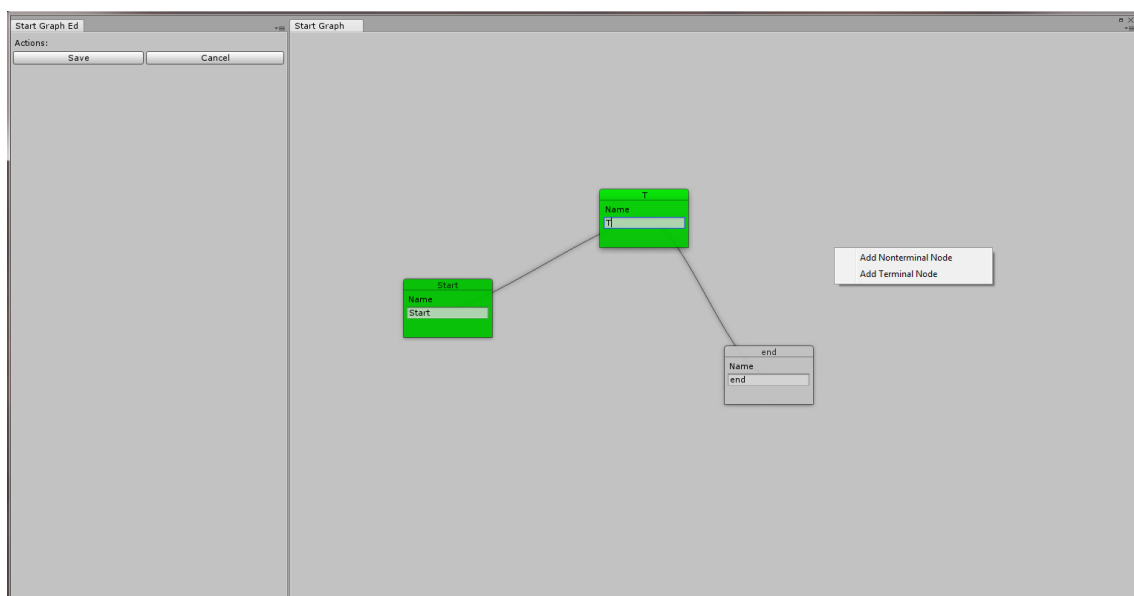 Start Graph Ed
Start Graph
Actions:
Save
Cancel
T
Name
T
Add Nonterminal Node
Add Terminal Node
Start
Name
Start
end
Name
end